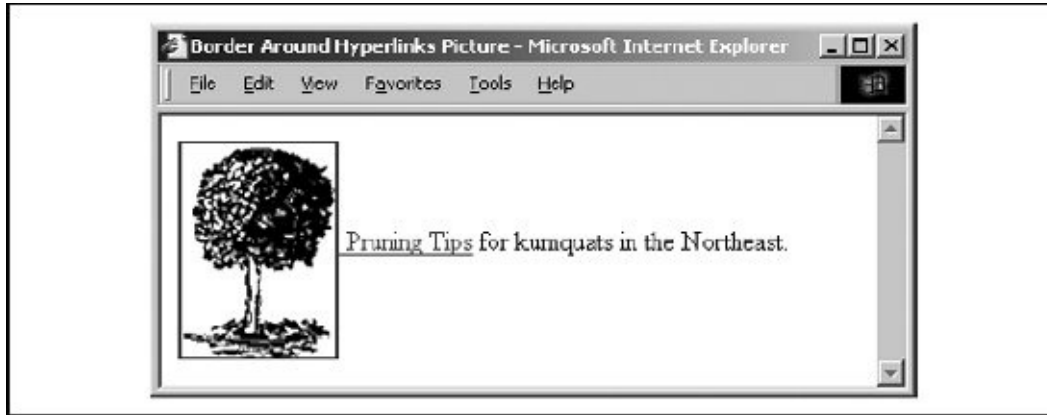 Border Around Hyperlinks Picture - Microsoft Internet Explorer
File Edit View Favorites Tools Help
Pruning Tips for kumquats in the Northeast.